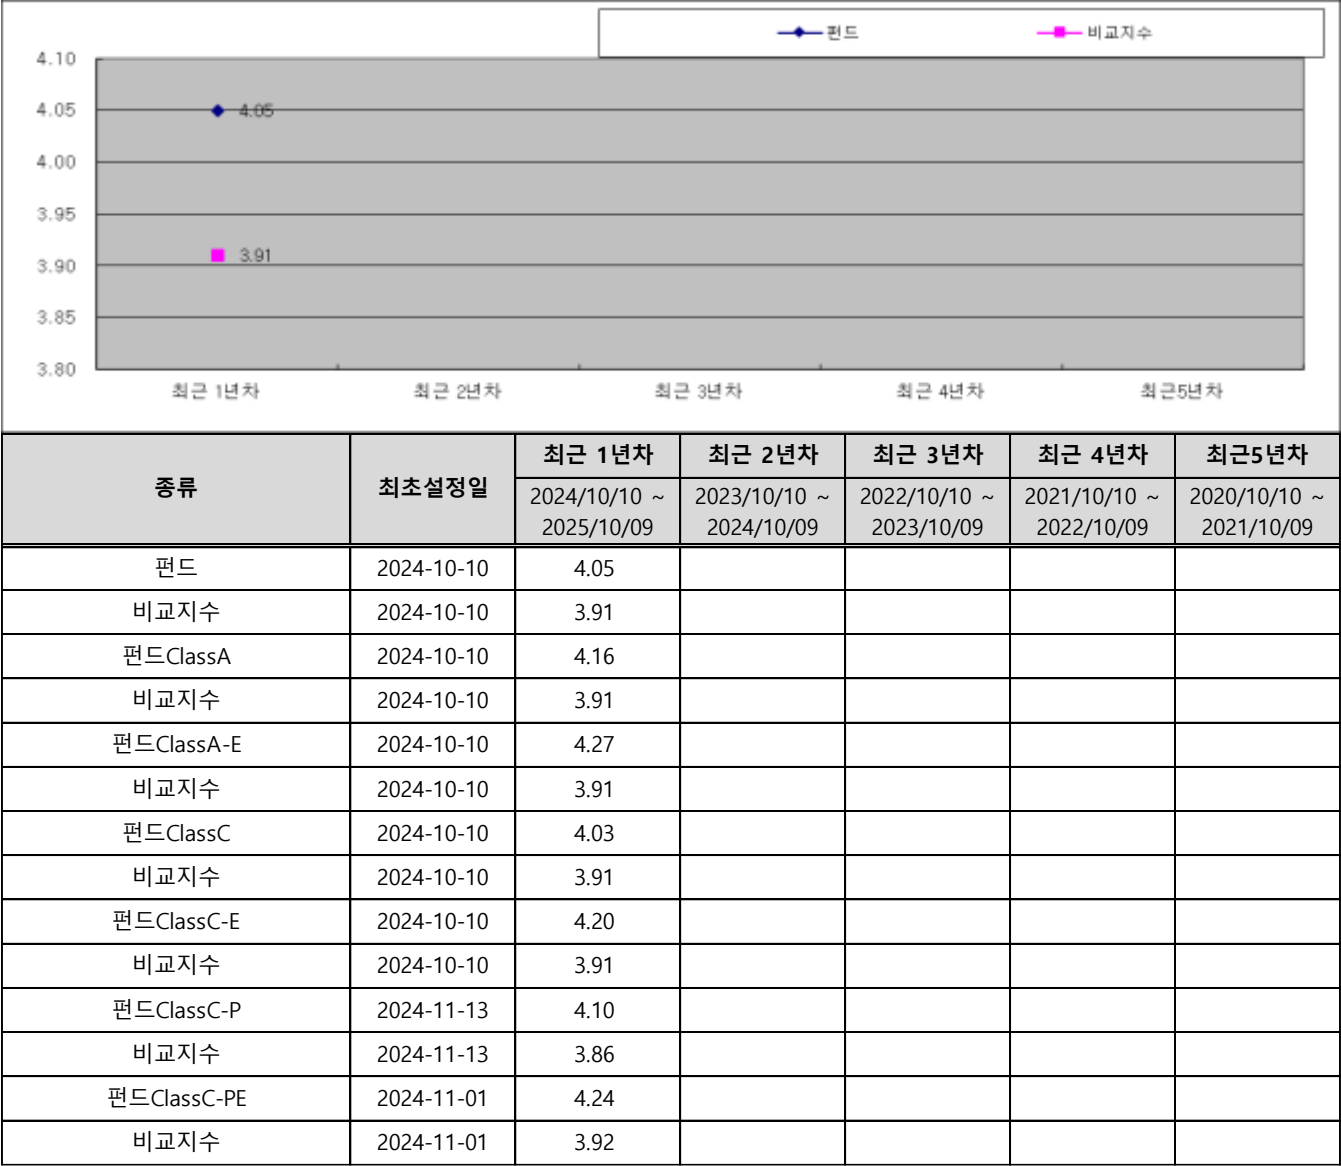 펀드 비교지수
4.10
4.05
4.05
4.00
3.95
3.91
3.90
3.85
3.80
최근 1년차 최근 2년차 최근 3년차 최근 4년차 최근5년차
종류 최초설정일 최근 1년차 최근 2년차 최근 3년차 최근 4년차 최근5년차
2024/10/10 ~ 2023/10/10 ~ 2022/10/10 ~ 2021/10/10 ~ 2020/10/10 ~
2025/10/09 2024/10/09 2023/10/09 2022/10/09 2021/10/09
펀드 2024-10-10 4.05
비교지수 2024-10-10 3.91
펀드ClassA 2024-10-10 4.16
비교지수 2024-10-10 3.91
펀드ClassA-E 2024-10-10 4.27
비교지수 2024-10-10 3.91
펀드ClassC 2024-10-10 4.03
비교지수 2024-10-10 3.91
펀드ClassC-E 2024-10-10 4.20
비교지수 2024-10-10 3.91
펀드ClassC-P 2024-11-13 4.10
비교지수 2024-11-13 3.86
펀드ClassC-PE 2024-11-01 4.24
비교지수 2024-11-01 3.92